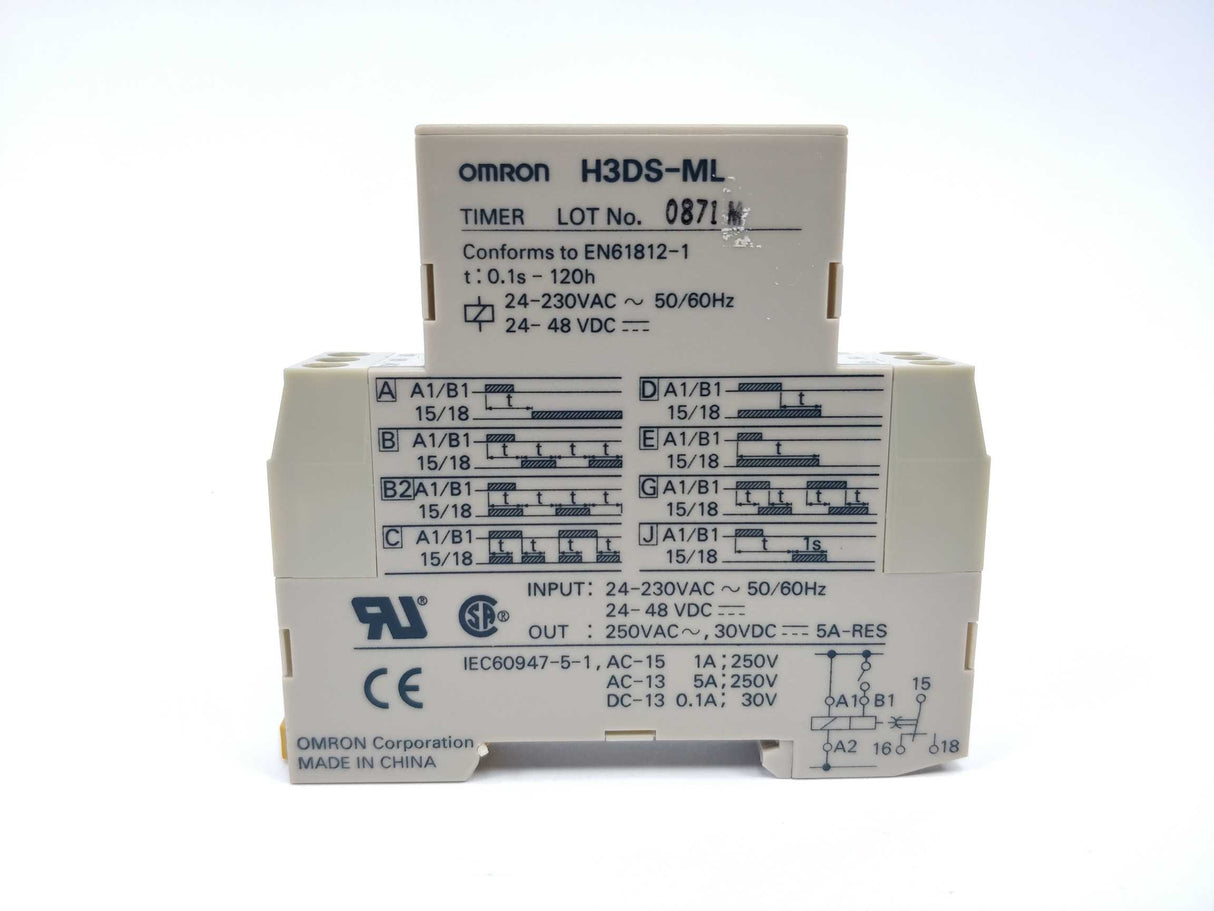 OMRON H3DS-ML
TIMER LOT No. 0871M
Conforms to EN61812-1
t: 0.1s - 120h
24-230VAC ~ 50/60Hz
24- 48 VDC ⎓
A A1/B1 t
15/18
B A1/B1 t t t t
15/18
B2 A1/B1 t t t t
15/18
C A1/B1 t t t t
15/18
D A1/B1 t
15/18
E A1/B1 t
15/18
G A1/B1 t t t t
15/18
J A1/B1 t 1s
15/18
INPUT: 24-230VAC ~ 50/60Hz
24- 48 VDC ⎓
OUT : 250VAC~, 30VDC ⎓ 5A-RES
RU® SA®
CE
IEC60947-5-1, AC-15 1A; 250V
AC-13 5A; 250V
DC-13 0.1A; 30V
15
A1 B1
A2 16 18
OMRON Corporation
MADE IN CHINA